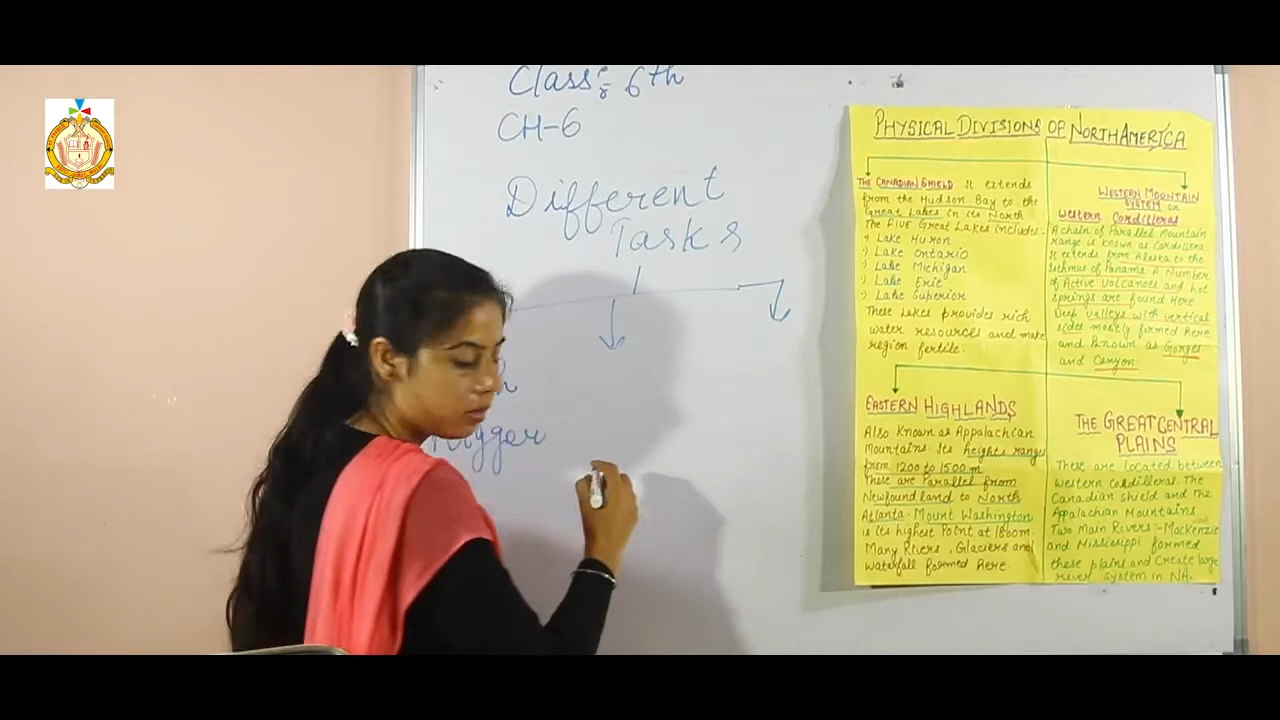 Class: 6th
CH-6
Different
Tasks
PHYSICAL DIVISIONS OF NORTH AMERICA
THE CANADIAN SHIELD It extends
from the Hudson Bay to the
Great Lakes in its North
The Five Great Lakes includes:-
Lake Huron
Lake Ontario
Lake Michigan
Lake Erie
Lake Superior
These Lakes provides rich
water resources and make
region fertile.
WESTERN MOUNTAIN
SYSTEM or
Western Cordilleras
A chain of Parallel Mountain
range is known as Cordillera
It extends from Alaska to the
Isthmus of Panama. A Number
of Active volcanoes and hot
springs are found Here
Deep valleys with vertical
sides mostly formed here
and known as Gorges
and Canyon.
EASTERN HIGHLANDS
Also Known as Appalachian
Mountains. Its heights ranges
from 1200 to 1500 m
These are Parallel from
Newfoundland to North
Atlanta. Mount Washington
is its highest Point at 1800m.
Many Rivers, Glaciers and
waterfall formed here.
THE GREAT CENTRAL
PLAINS
These are located between
Western Cordilleras. The
Canadian shield and the
Appalachian Mountains
Two Main Rivers - Mackenzie
and Mississippi formed
these plains and Create large
river system in NA.